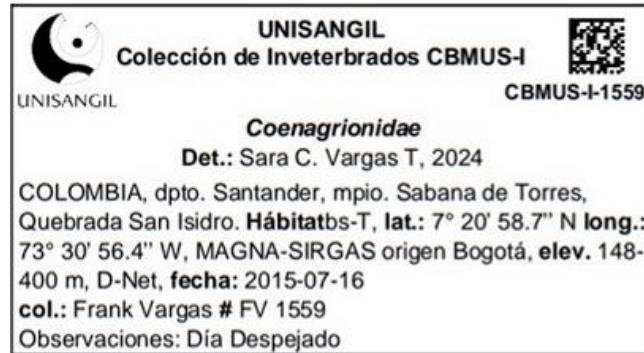 UNISANGIL
Colección de Inveterbrados CBMUS-I
UNISANGIL
CBMUS-I-1559
Coenagrionidae
Det.: Sara C. Vargas T, 2024
COLOMBIA, dpto. Santander, mpio. Sabana de Torres,
Quebrada San Isidro. Hábitatbs-T, lat.: 7° 20' 58.7" N long.:
73° 30' 56.4" W, MAGNA-SIRGAS origen Bogotá, elev. 148-
400 m, D-Net, fecha: 2015-07-16
col.: Frank Vargas # FV 1559
Observaciones: Día Despejado